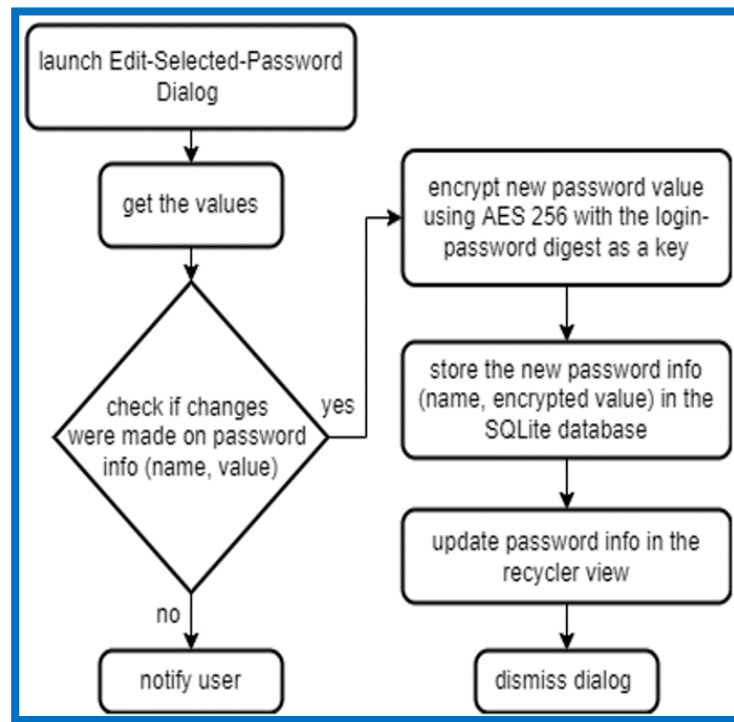 launch Edit-Selected-Password
Dialog
get the values
check if changes
were made on password
info (name, value)
yes
no
notify user
encrypt new password value
using AES 256 with the login-
password digest as a key
store the new password info
(name, encrypted value) in the
SQLite database
update password info in the
recycler view
dismiss dialog